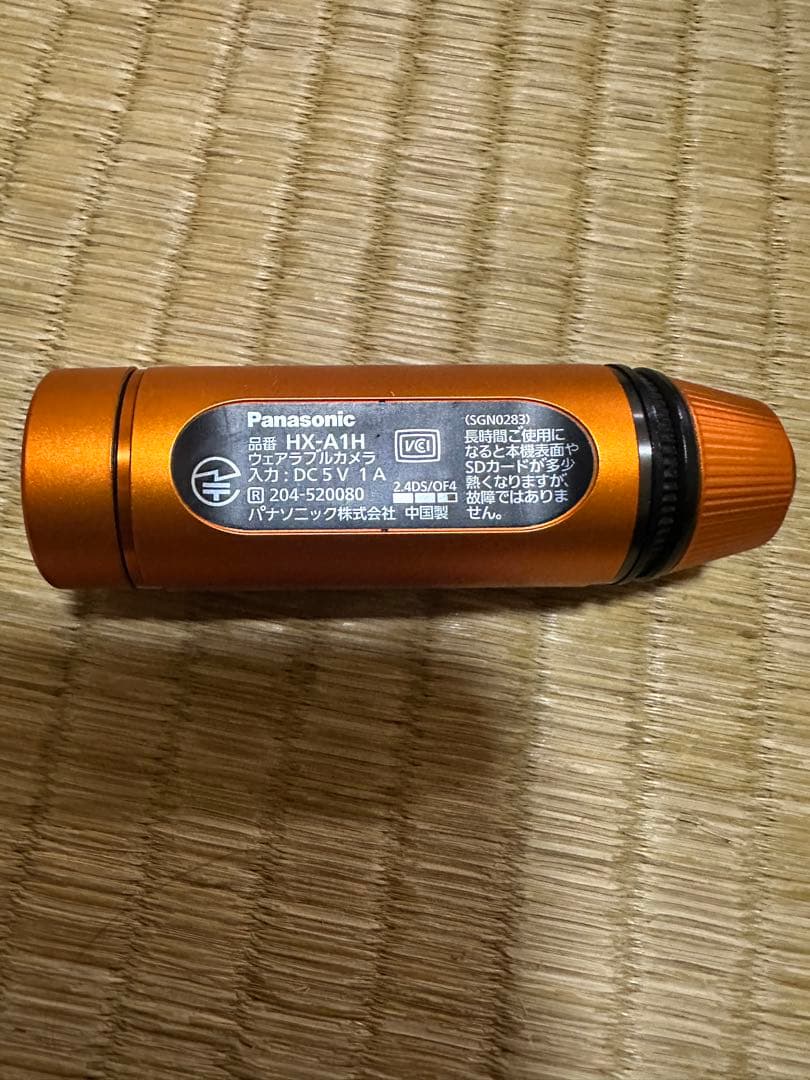 Panasonic
品番 HX-A1H
ウェアラブルカメラ
入力 : DC 5 V 1 A
R 204-520080
パナソニック株式会社 中国製
VCCI
2.4DS/OF4
(SGN0283)
長時間ご使用に
なると本機表面や
SDカードが多少
熱くなりますが、
故障ではありま
せん。